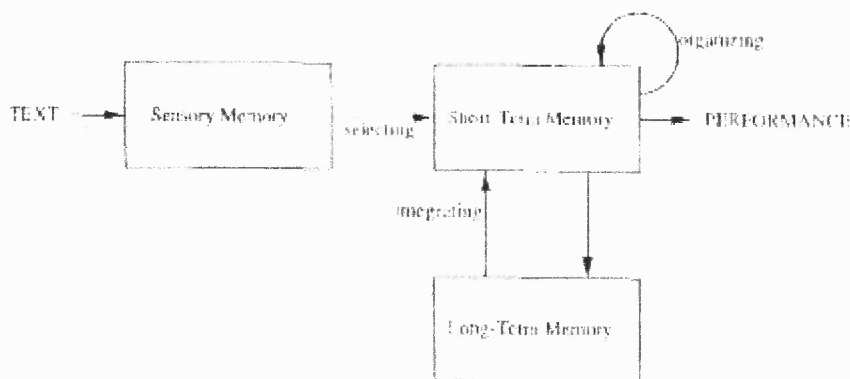 organizing
TEXT
Sensory Memory
selecting
Short-Term Memory
PERFORMANCE
integrating
Long-Term Memory